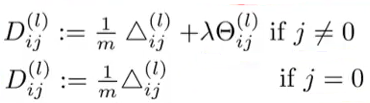 $D_{ij}^{(l)} := \frac{1}{m} \triangle_{ij}^{(l)} + \lambda \Theta_{ij}^{(l)}$ if $j \neq 0$
$D_{ij}^{(l)} := \frac{1}{m} \triangle_{ij}^{(l)}$ if $j = 0$